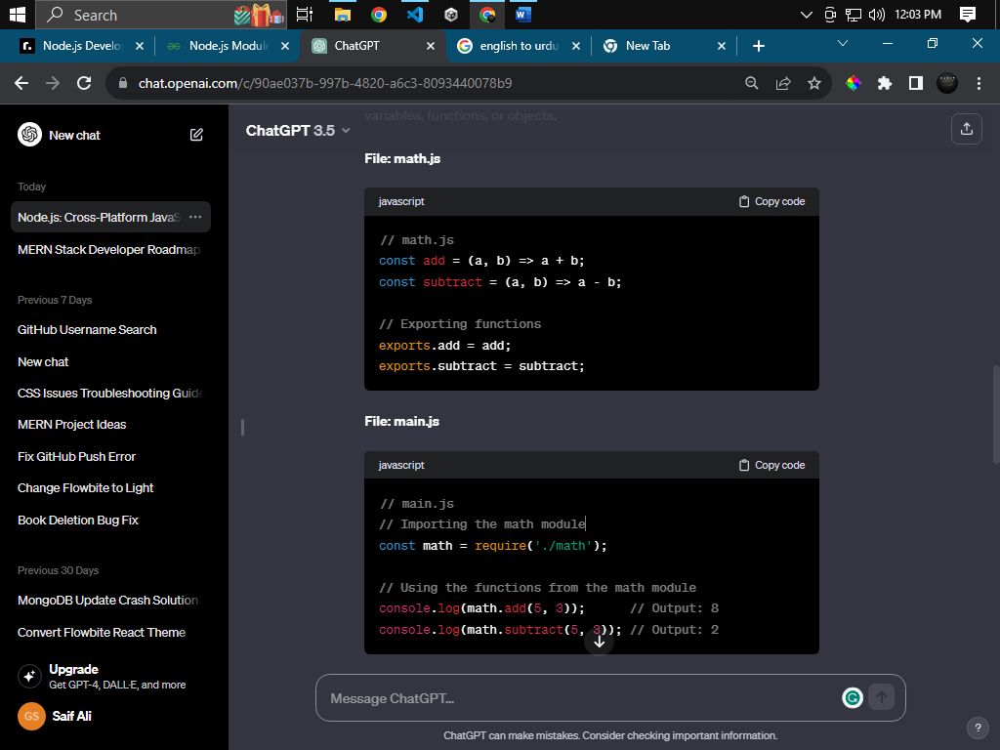 Search
12:03 PM
Node.js Develo
Node.js Module
ChatGPT
english to urdu
New Tab
chat.openai.com/c/90ae037b-997b-4820-a6c3-8093440078b9
New chat
Today
Node.js: Cross-Platform JavaS
MERN Stack Developer Roadmap
Previous 7 Days
GitHub Username Search
New chat
CSS Issues Troubleshooting Guide
MERN Project Ideas
Fix GitHub Push Error
Change Flowbite to Light
Book Deletion Bug Fix
Previous 30 Days
MongoDB Update Crash Solution
Convert Flowbite React Theme
Upgrade
Get GPT-4, DALL·E, and more
GS
Saif Ali
variables, functions, or objects.
ChatGPT 3.5
File: math.js
javascript
Copy code
// math.js
const add = (a, b) => a + b;
const subtract = (a, b) => a - b;
// Exporting functions
exports.add = add;
exports.subtract = subtract;
File: main.js
javascript
Copy code
// main.js
// Importing the math module
const math = require('./math');
// Using the functions from the math module
console.log(math.add(5, 3)); // Output: 8
console.log(math.subtract(5, 3)); // Output: 2
Message ChatGPT...
ChatGPT can make mistakes. Consider checking important information.
?